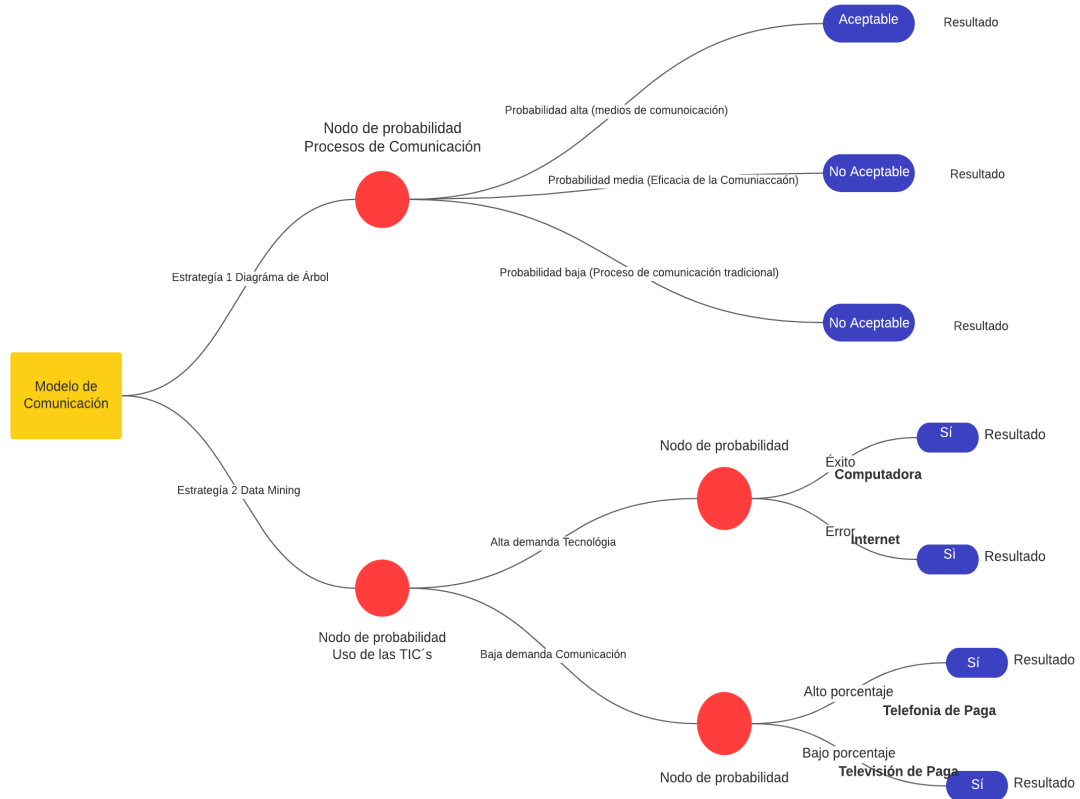 Aceptable
Resultado
Probabilidad alta (medios de comunoicación)
Nodo de probabilidad
Procesos de Comunicación
No Aceptable
Resultado
Probabilidad media (Eficacia de la Comuniaccaón)
Probabilidad baja (Proceso de comunicación tradicional)
Estrategía 1 Diagráma de Árbol
No Aceptable
Resultado
Modelo de
Comunicación
Nodo de probabilidad
Sí
Resultado
Éxito
Computadora
Estrategía 2 Data Mining
Error
Internet
Alta demanda Tecnológia
Sì
Resultado
Nodo de probabilidad
Uso de las TIC´s
Baja demanda Comunicación
Sí
Resultado
Alto porcentaje
Telefonia de Paga
Bajo porcentaje
Televisión de Paga
Nodo de probabilidad
Sí
Resultado